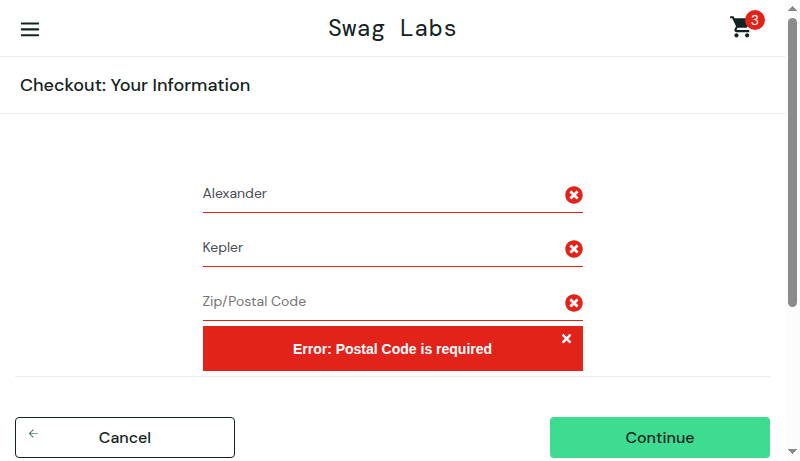 Swag Labs
3
Checkout: Your Information
Alexander
Kepler
Zip/Postal Code
Error: Postal Code is required
Cancel
Continue